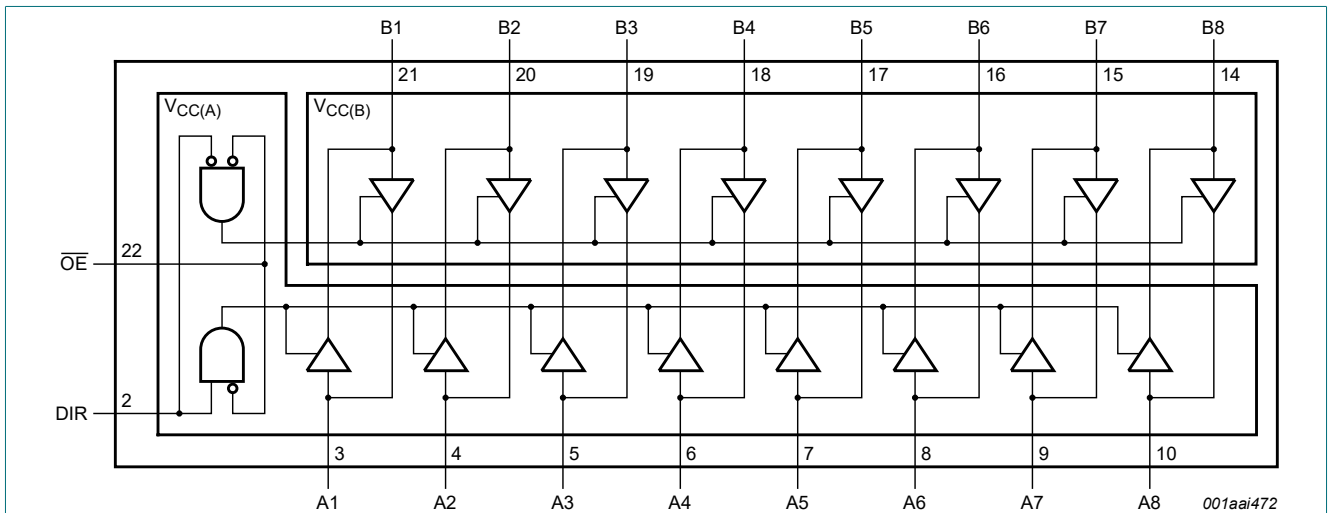 B1 B2 B3 B4 B5 B6 B7 B8
21 20 19 18 17 16 15 14
VCC(A) VCC(B)
OE 22
DIR 2
3 4 5 6 7 8 9 10
A1 A2 A3 A4 A5 A6 A7 A8 001aai472